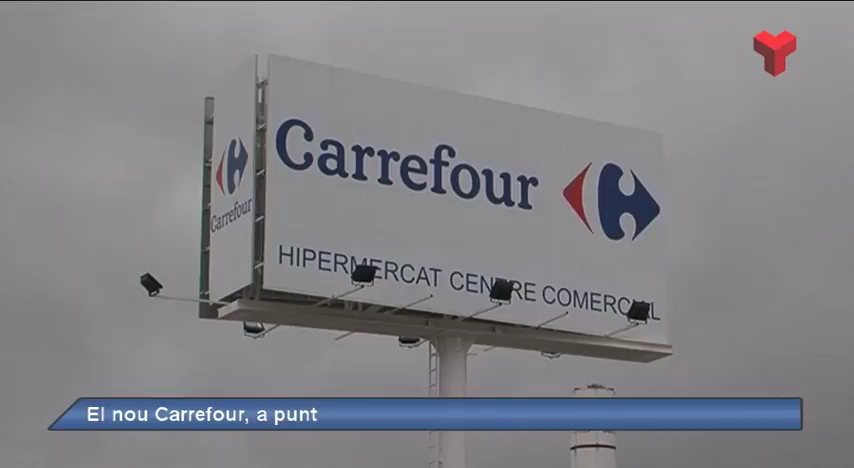 Carrefour
Carrefour
HIPERMERCAT CENTRE COMERCIAL
El nou Carrefour, a punt